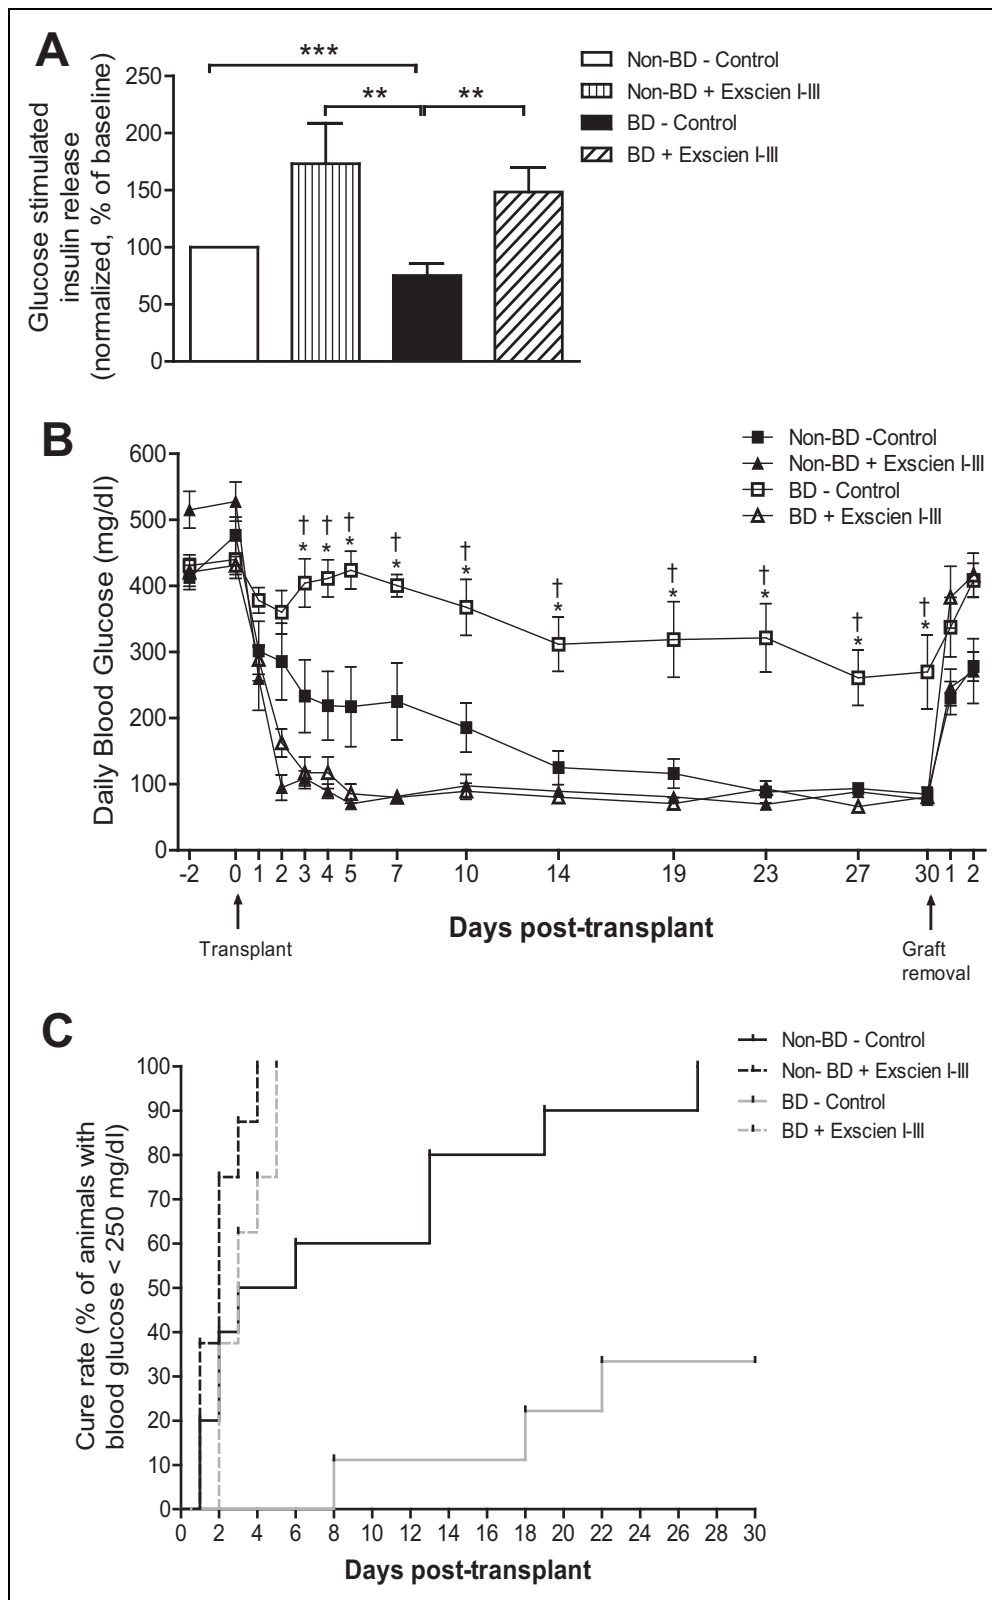 A
Glucose stimulated
insulin release
(normalized, % of baseline)
250
200
150
100
50
0
***
**
**
Non-BD - Control
Non-BD + Exscien I-III
BD - Control
BD + Exscien I-III
B
Daily Blood Glucose (mg/dl)
600
500
400
300
200
100
0
Non-BD -Control
Non-BD + Exscien I-III
BD - Control
BD + Exscien I-III
† † † † † † † † † †
* * * * * * * * * *
-2 0 1 2 3 4 5 7 10 14 19 23 27 30 1 2
Days post-transplant
Transplant
Graft
removal
C
Cure rate (% of animals with
blood glucose < 250 mg/dl)
100
90
80
70
60
50
40
30
20
10
0
Non-BD - Control
Non- BD + Exscien I-III
BD - Control
BD + Exscien I-III
0 2 4 6 8 10 12 14 16 18 20 22 24 26 28 30
Days post-transplant